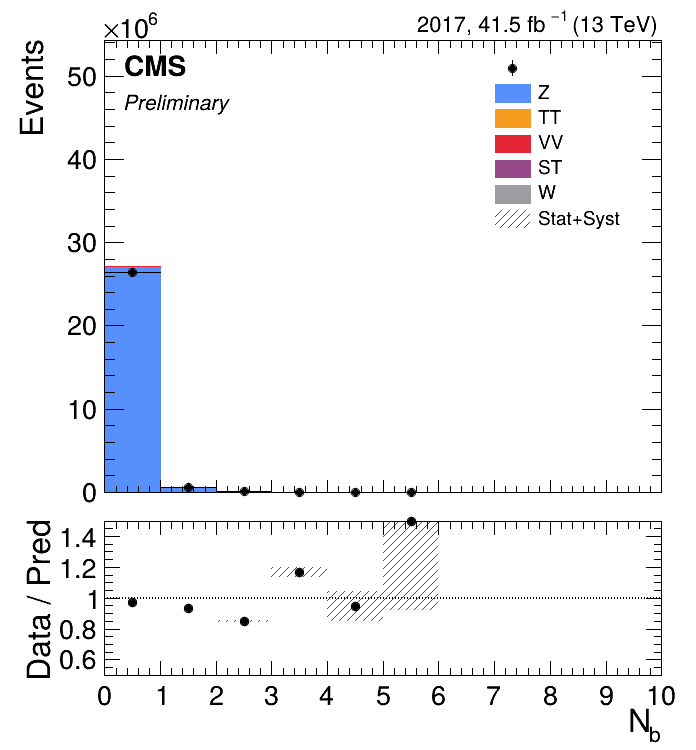 ×10⁶
2017, 41.5 fb⁻¹ (13 TeV)
CMS
Preliminary
Events
Z
TT
VV
ST
W
Stat+Syst
50
40
30
20
10
0
Data / Pred
1.4
1.2
1
0.8
0.6
0 1 2 3 4 5 6 7 8 9 10
N_b